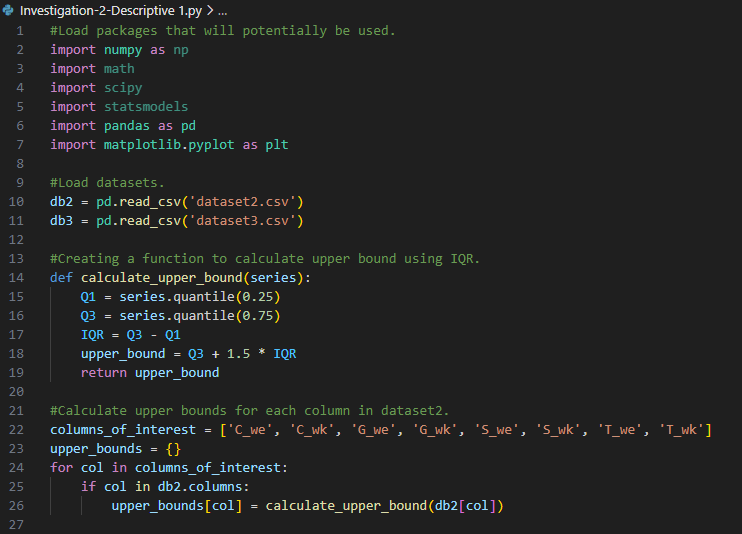 Investigation-2-Descriptive 1.py > ...
1 #Load packages that will potentially be used.
2 import numpy as np
3 import math
4 import scipy
5 import statsmodels
6 import pandas as pd
7 import matplotlib.pyplot as plt
8
9 #Load datasets.
10 db2 = pd.read_csv('dataset2.csv')
11 db3 = pd.read_csv('dataset3.csv')
12
13 #Creating a function to calculate upper bound using IQR.
14 def calculate_upper_bound(series):
15     Q1 = series.quantile(0.25)
16     Q3 = series.quantile(0.75)
17     IQR = Q3 - Q1
18     upper_bound = Q3 + 1.5 * IQR
19     return upper_bound
20
21 #Calculate upper bounds for each column in dataset2.
22 columns_of_interest = ['C_we', 'C_wk', 'G_we', 'G_wk', 'S_we', 'S_wk', 'T_we', 'T_wk']
23 upper_bounds = {}
24 for col in columns_of_interest:
25     if col in db2.columns:
26         upper_bounds[col] = calculate_upper_bound(db2[col])
27